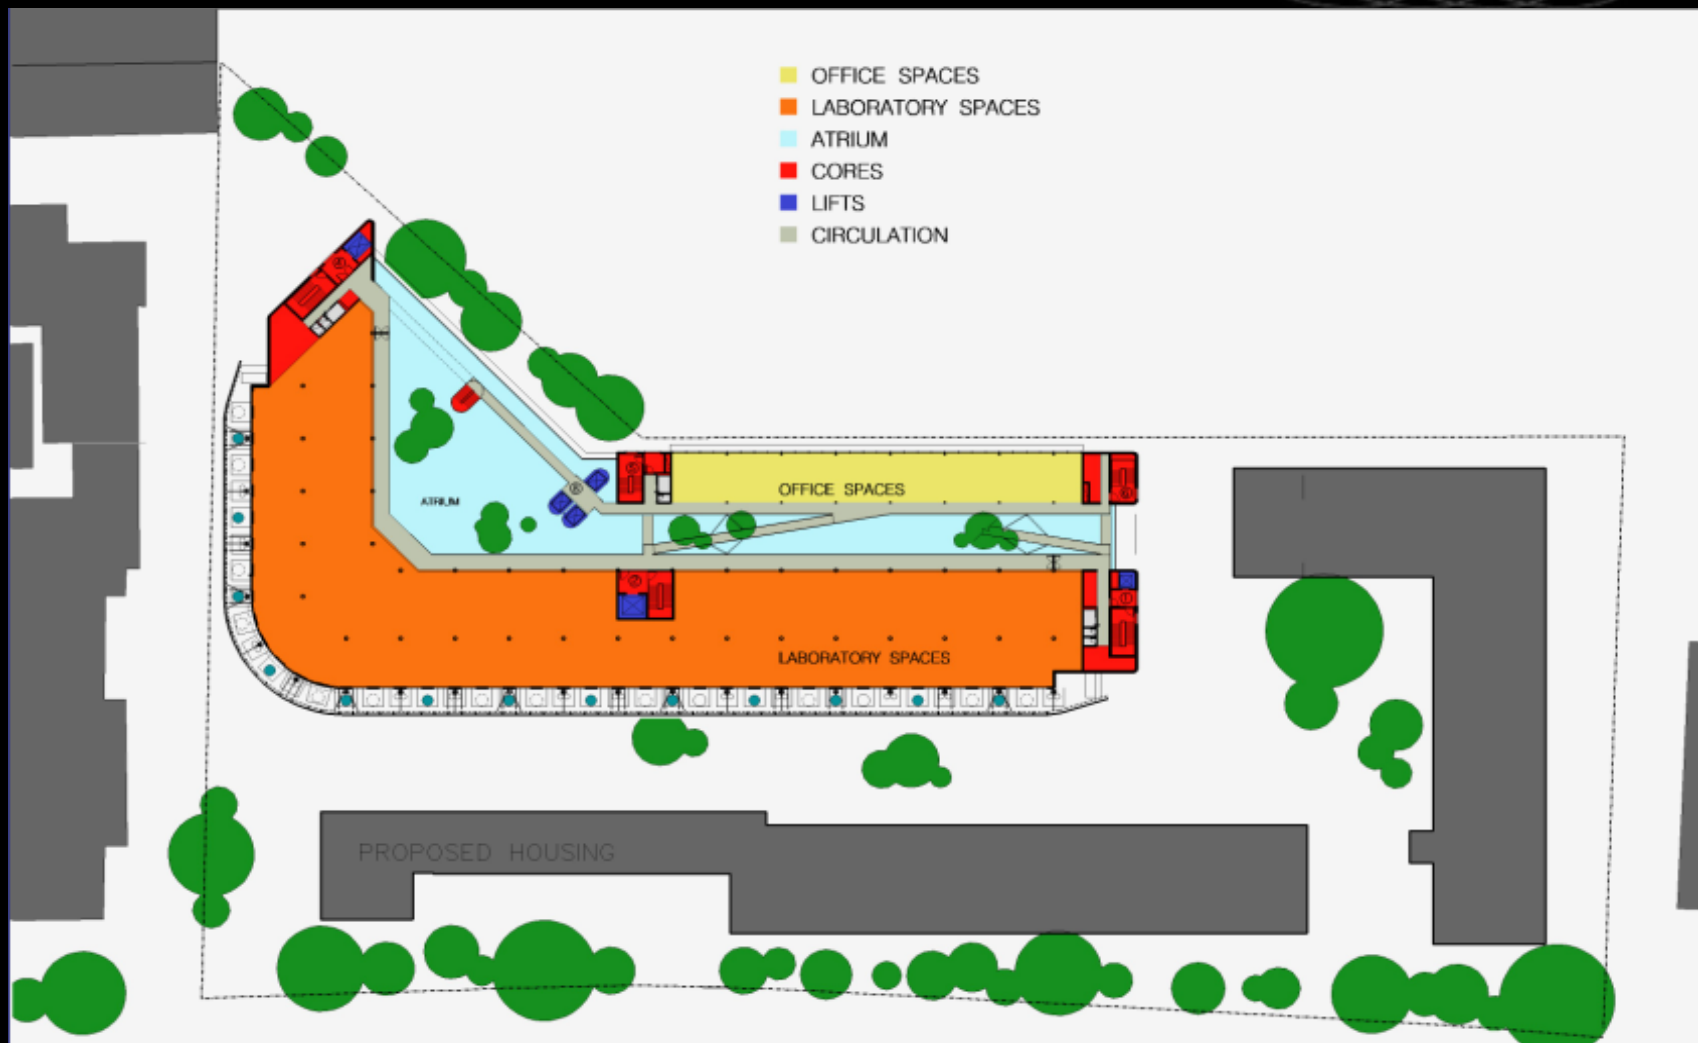 OFFICE SPACES
LABORATORY SPACES
ATRIUM
CORES
LIFTS
CIRCULATION
ATRIUM
OFFICE SPACES
LABORATORY SPACES
PROPOSED HOUSING